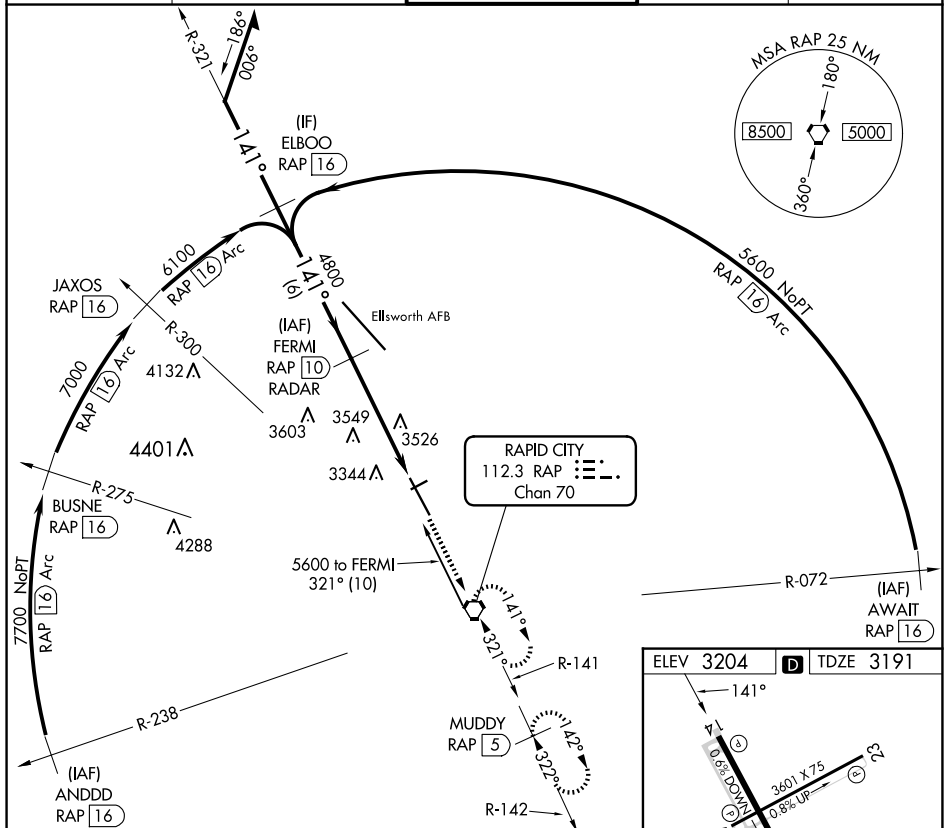 R-321
186°
006°
MSA RAP 25 NM
180°
8500
5000
360°
141°
(IF)
ELBOO
RAP 16
6100
RAP 16 Arc
5600 NoPT
RAP 16 Arc
4800
141°
(6)
Ellsworth AFB
JAXOS
RAP 16
R-300
(IAF)
FERMI
RAP 10
RADAR
7000
RAP 16 Arc
4132
3603
3549
3526
4401
3344
RAPID CITY
112.3 RAP
Chan 70
R-275
BUSNE
RAP 16
4288
5600 to FERMI
321° (10)
7700 NoPT
RAP 16 Arc
R-072
(IAF)
AWAIT
RAP 16
141°
321°
R-141
R-238
MUDDY
RAP 5
142°
322°
R-142
(IAF)
ANDDD
RAP 16
ELEV 3204
D
TDZE 3191
141°
14
P
0.6% DOWN
3601 X 75
23
0.8% UP
P
P